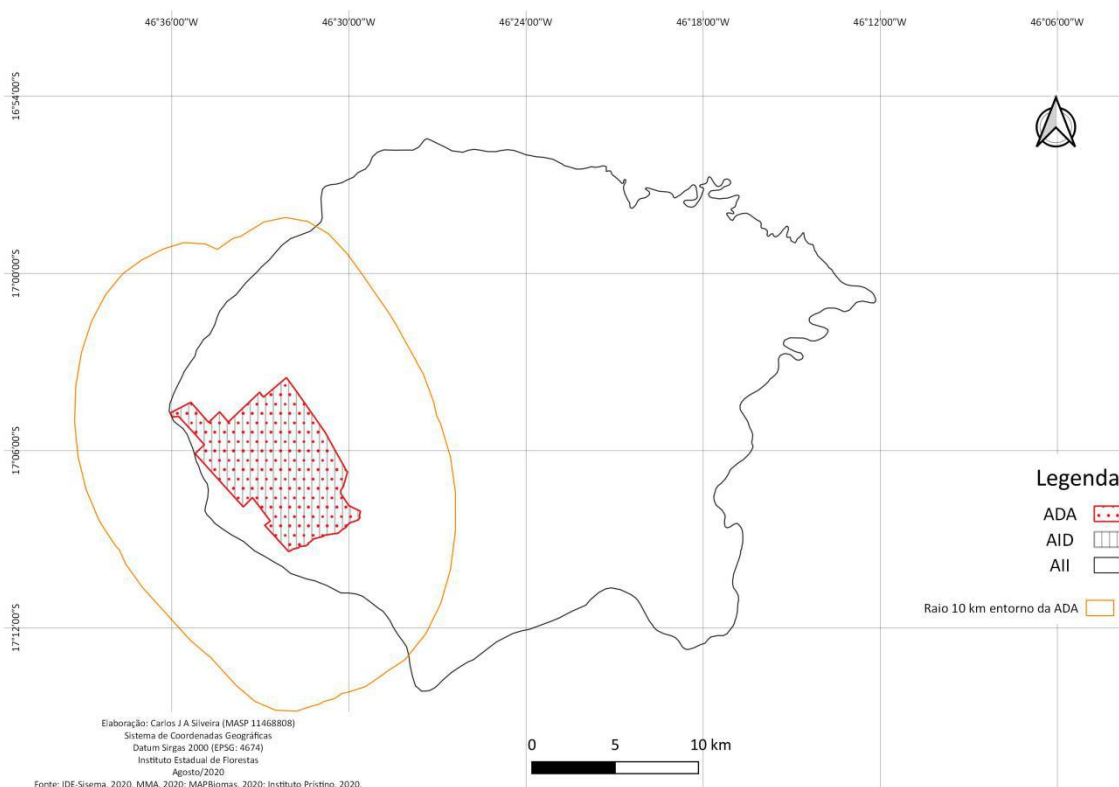 46°36'00"W 46°30'00"W 46°24'00"W 46°18'00"W 46°12'00"W 46°06'00"W
16°54'00"S
17°00'00"S
17°06'00"S
17°12'00"S
Legenda
ADA
AID
AII
Raio 10 km entorno da ADA
Elaboração: Carlos J A Silveira (MASP 11468808)
Sistema de Coordenadas Geográficas
Datum Sirgas 2000 (EPSG: 4674)
Instituto Estadual de Florestas
Agosto/2020
Fonte: IDE-Sisema, 2020, MMA, 2020; MAPBiomas, 2020; Instituto Prístino, 2020.
0 5 10 km